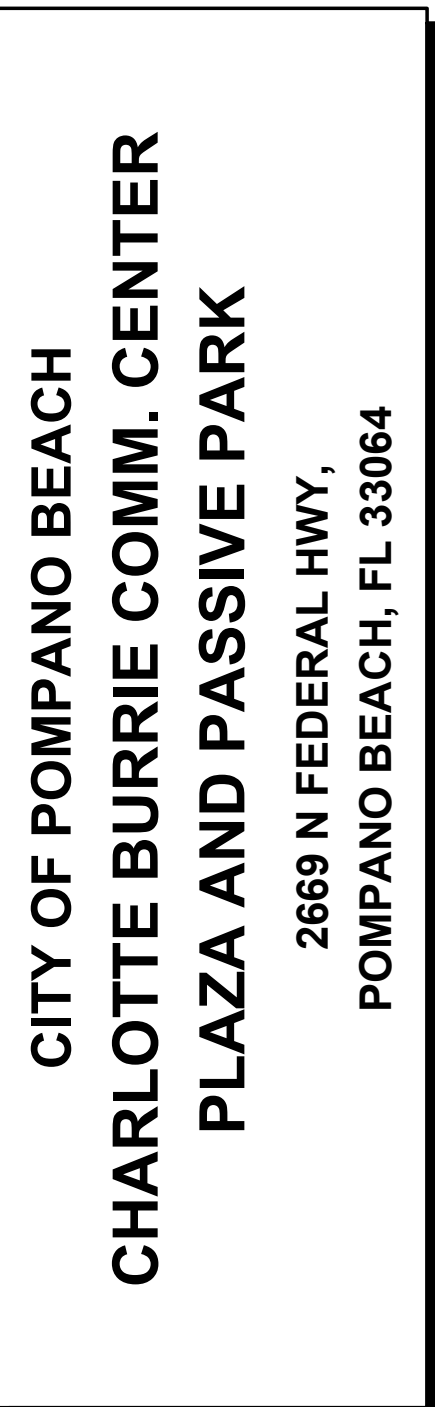 CITY OF POMPANO BEACH
CHARLOTTE BURRIE COMM. CENTER
PLAZA AND PASSIVE PARK
2669 N FEDERAL HWY,
POMPANO BEACH, FL 33064